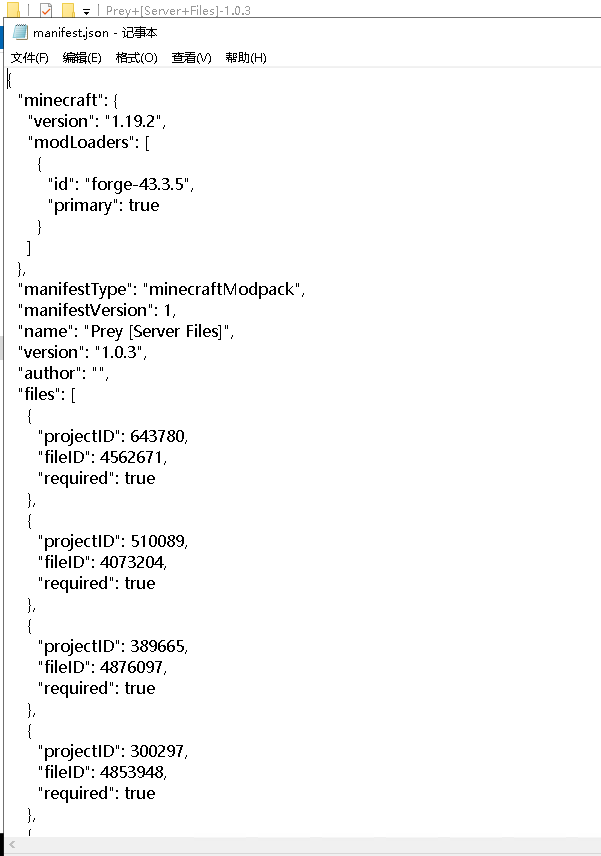 Prey+[Server+Files]-1.0.3
manifest.json - 记事本
文件(F) 编辑(E) 格式(O) 查看(V) 帮助(H)
{
"minecraft": {
"version": "1.19.2",
"modLoaders": [
{
"id": "forge-43.3.5",
"primary": true
}
]
},
"manifestType": "minecraftModpack",
"manifestVersion": 1,
"name": "Prey [Server Files]",
"version": "1.0.3",
"author": "",
"files": [
{
"projectID": 643780,
"fileID": 4562671,
"required": true
},
{
"projectID": 510089,
"fileID": 4073204,
"required": true
},
{
"projectID": 389665,
"fileID": 4876097,
"required": true
},
{
"projectID": 300297,
"fileID": 4853948,
"required": true
},
{